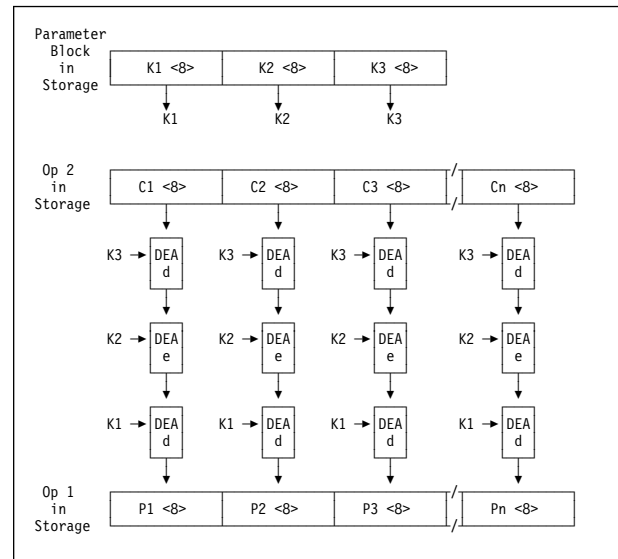 Parameter
Block
in
Storage
K1 <8> K2 <8> K3 <8>
K1 K2 K3
Op 2
in
Storage
C1 <8> C2 <8> C3 <8> Cn <8>
K3 DEA K3 DEA K3 DEA K3 DEA
d d d d
K2 DEA K2 DEA K2 DEA K2 DEA
e e e e
K1 DEA K1 DEA K1 DEA K1 DEA
d d d d
Op 1
in
Storage
P1 <8> P2 <8> P3 <8> Pn <8>